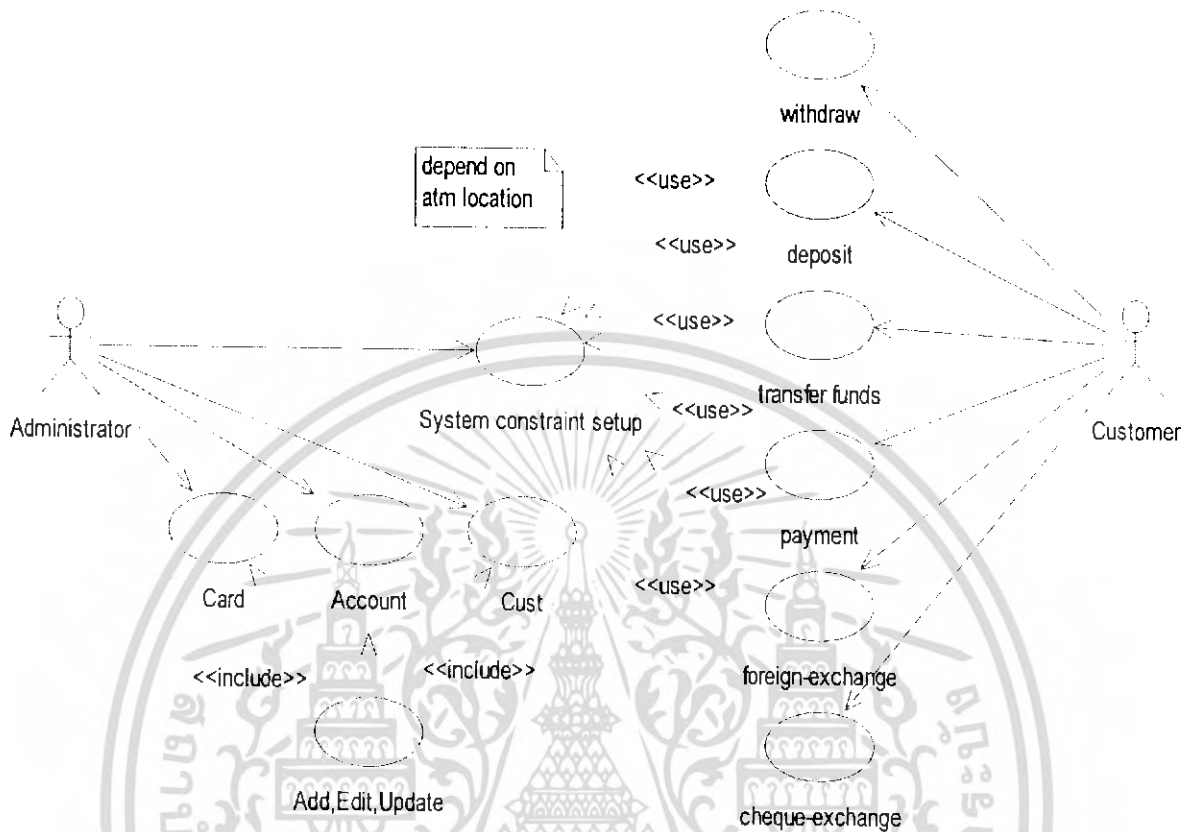 withdraw
depend on
atm location
<<use>>
deposit
<<use>>
<<use>>
transfer funds
Administrator
System constraint setup
<<use>>
Customer
<<use>>
payment
Card
Account
Cust
<<use>>
<<include>>
<<include>>
foreign-exchange
Add,Edit,Update
cheque-exchange